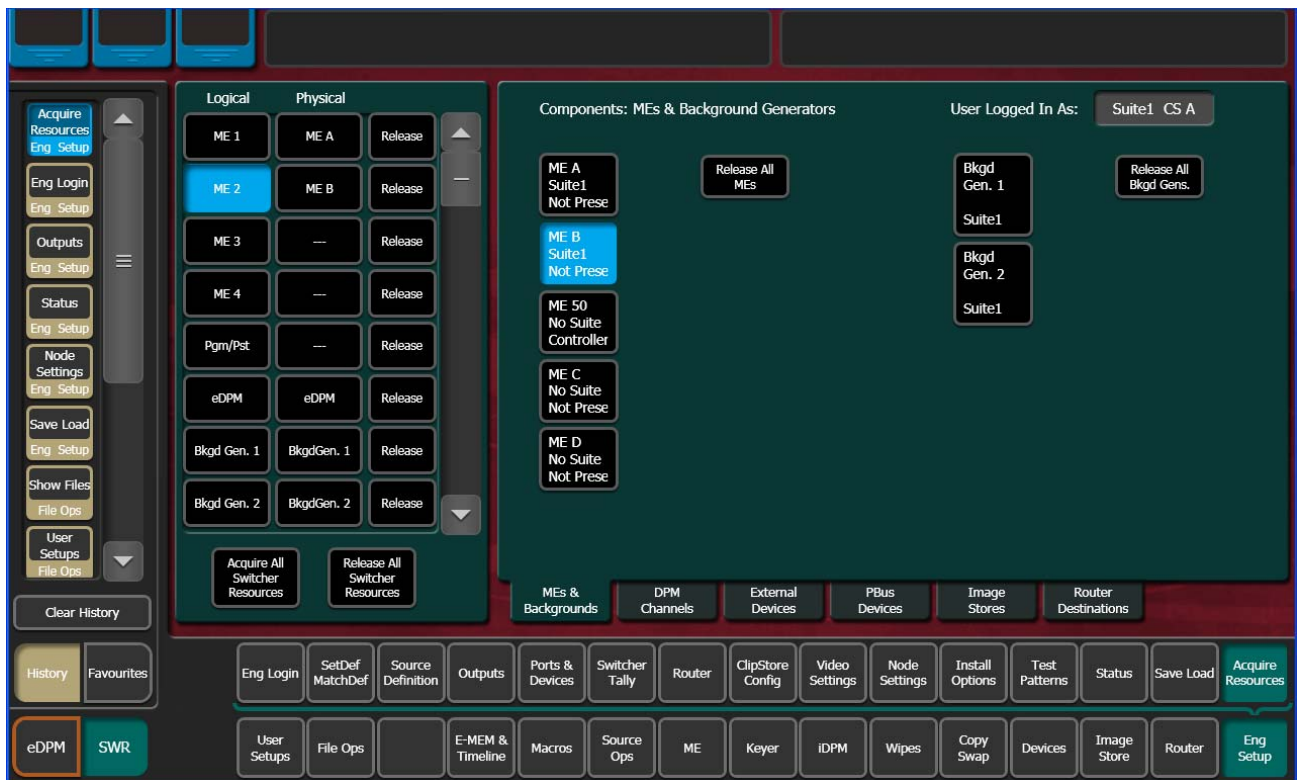 Acquire
Resources
Eng Setup
Eng Login
Eng Setup
Outputs
Eng Setup
Status
Eng Setup
Node
Settings
Eng Setup
Save Load
Eng Setup
Show Files
File Ops
User
Setups
File Ops
Clear History
History
Favourites
eDPM
SWR
Logical Physical
ME 1 ME A Release
ME 2 ME B Release
ME 3 --- Release
ME 4 --- Release
Pgm/Pst --- Release
eDPM eDPM Release
Bkgd Gen. 1 BkgdGen. 1 Release
Bkgd Gen. 2 BkgdGen. 2 Release
Acquire All
Switcher
Resources
Release All
Switcher
Resources
Components: MEs & Background Generators
User Logged In As: Suite1 CS A
ME A
Suite1
Not Prese
Release All
MEs
ME B
Suite1
Not Prese
ME 50
No Suite
Controller
ME C
No Suite
Not Prese
ME D
No Suite
Not Prese
Bkgd
Gen. 1
Suite1
Release All
Bkgd Gens.
Bkgd
Gen. 2
Suite1
MEs &
Backgrounds
DPM
Channels
External
Devices
PBus
Devices
Image
Stores
Router
Destinations
Eng Login
SetDef
MatchDef
Source
Definition
Outputs
Ports &
Devices
Switcher
Tally
Router
ClipStore
Config
Video
Settings
Node
Settings
Install
Options
Test
Patterns
Status
Save Load
Acquire
Resources
User
Setups
File Ops
E-MEM &
Timeline
Macros
Source
Ops
ME
Keyer
iDPM
Wipes
Copy
Swap
Devices
Image
Store
Router
Eng
Setup